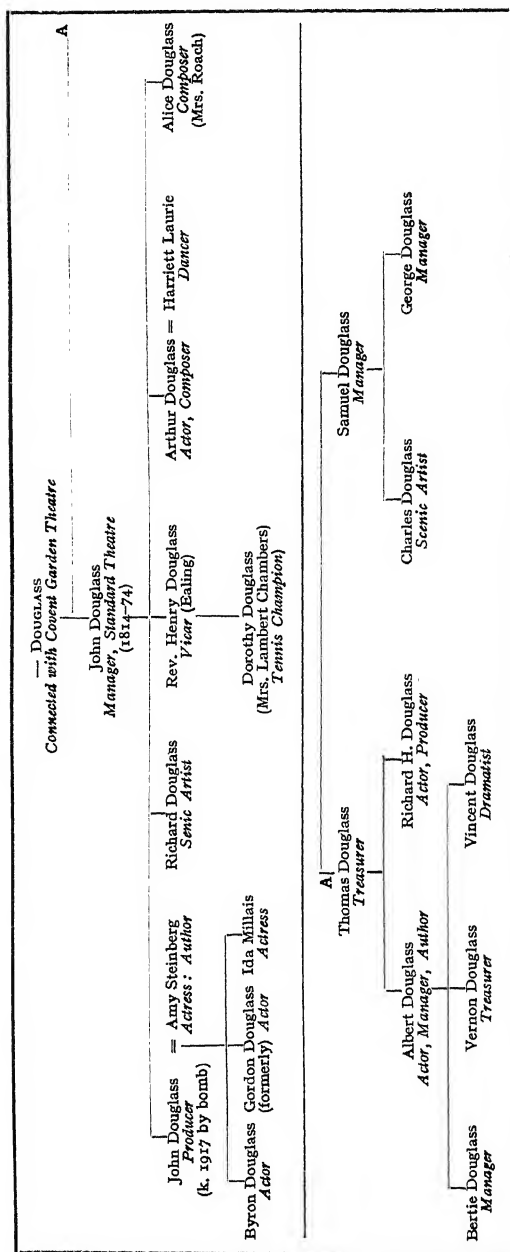 — DOUGLASS
Connected with Covent Garden Theatre
A
John Douglass
Manager, Standard Theatre
(1814–74)
John Douglass = Amy Steinberg
Producer Actress: Author
(k. 1917 by bomb)
Richard Douglass
Senic Artist
Rev. Henry Douglass
Vicar (Ealing)
Arthur Douglass = Harriett Laurie
Actor, Composer Dancer
Alice Douglass
Composer
(Mrs. Roach)
Byron Douglass
Actor
Gordon Douglass
(formerly) Actor
Ida Millais
Actress
Dorothy Douglass
(Mrs. Lambert Chambers)
Tennis Champion
A
Thomas Douglass
Treasurer
Samuel Douglass
Manager
Albert Douglass
Actor, Manager, Author
Richard H. Douglass
Actor, Producer
Charles Douglass
Scenic Artist
George Douglass
Manager
Bertie Douglass
Manager
Vernon Douglass
Treasurer
Vincent Douglass
Dramatist